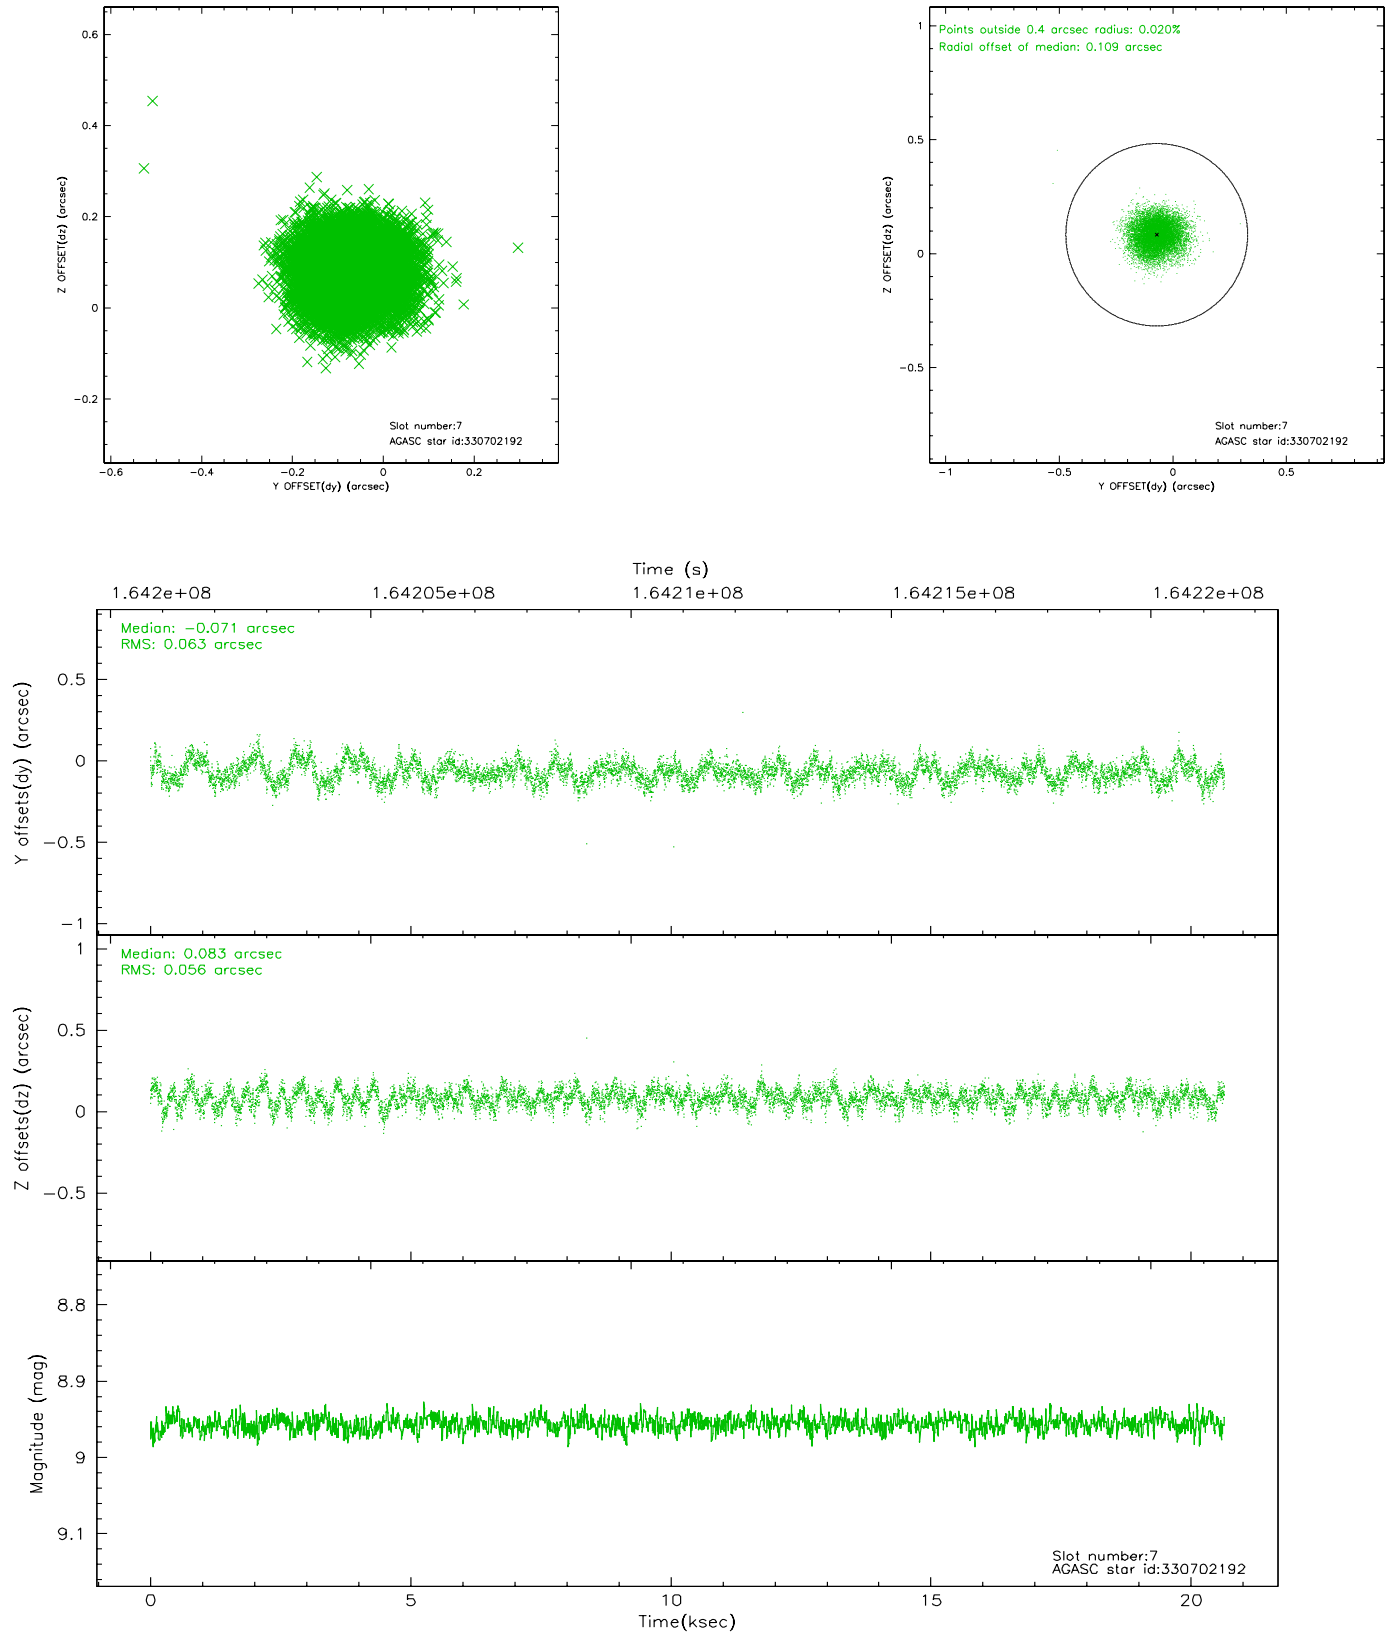 0.6
0.4
0.2
0
-0.2
-0.6
-0.4
-0.2
0
0.2
Z OFFSET(dz) (arcsec)
Y OFFSET(dy) (arcsec)
Slot number:7
AGASC star id:330702192
Points outside 0.4 arcsec radius: 0.020%
Radial offset of median: 0.109 arcsec
1
0.5
0
-0.5
-1
-0.5
0
0.5
Z OFFSET(dz) (arcsec)
Y OFFSET(dy) (arcsec)
Slot number:7
AGASC star id:330702192
Time (s)
1.642e+08
1.64205e+08
1.6421e+08
1.64215e+08
1.6422e+08
Median: -0.071 arcsec
RMS: 0.063 arcsec
0.5
0
-0.5
-1
Y offsets(dy) (arcsec)
Median: 0.083 arcsec
RMS: 0.056 arcsec
1
0.5
0
-0.5
Z offsets(dz) (arcsec)
8.8
8.9
9
9.1
Magnitude (mag)
Slot number:7
AGASC star id:330702192
0
5
10
15
20
Time(ksec)